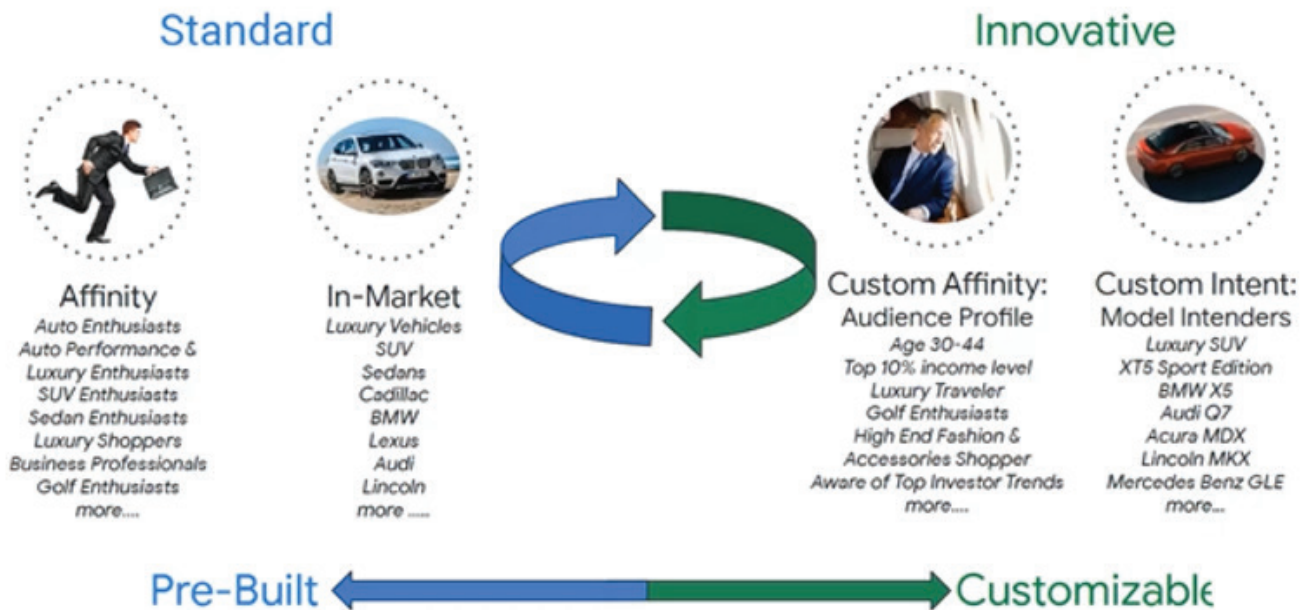 Standard
Innovative
Affinity
Auto Enthusiasts
Auto Performance &
Luxury Enthusiasts
SUV Enthusiasts
Sedan Enthusiasts
Luxury Shoppers
Business Professionals
Golf Enthusiasts
more....
In-Market
Luxury Vehicles
SUV
Sedans
Cadillac
BMW
Lexus
Audi
Lincoln
more .....
Custom Affinity:
Audience Profile
Age 30-44
Top 10% income level
Luxury Traveler
Golf Enthusiasts
High End Fashion &
Accessories Shopper
Aware of Top Investor Trends
more....
Custom Intent:
Model Intenders
Luxury SUV
XT5 Sport Edition
BMW X5
Audi Q7
Acura MDX
Lincoln MKX
Mercedes Benz GLE
more...
Pre-Built
Customizable